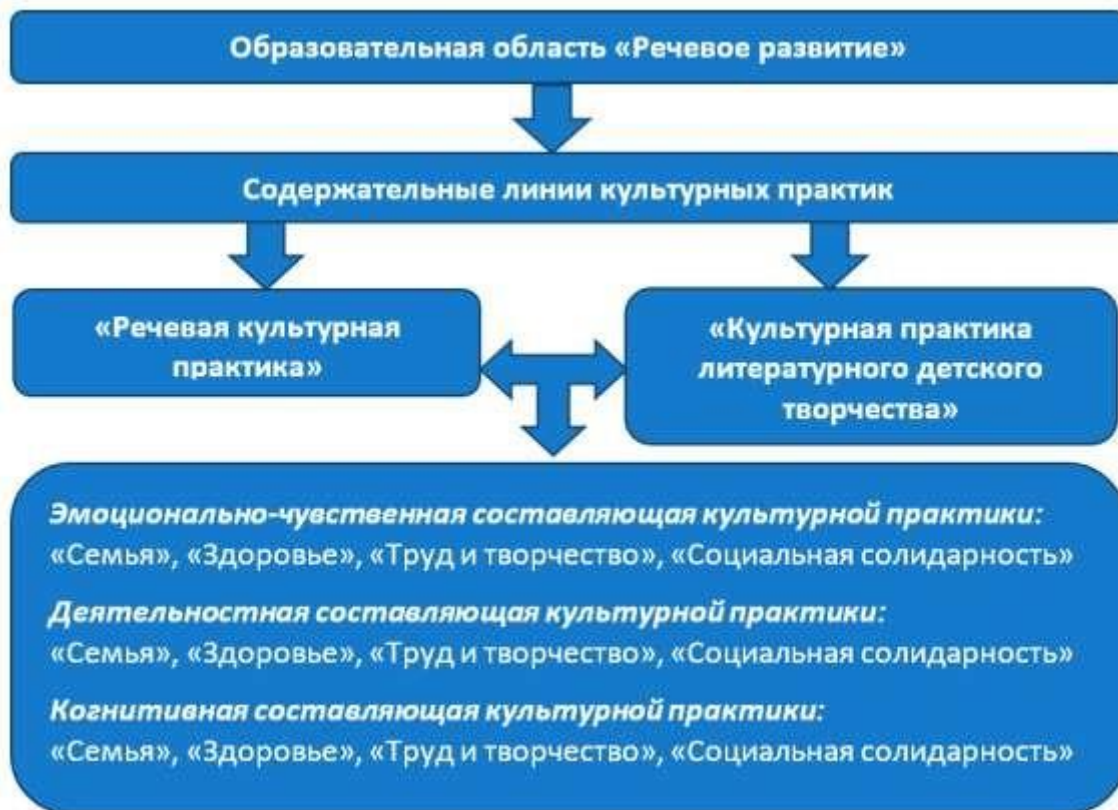 Образовательная область «Речевое развитие»
Содержательные линии культурных практик
«Речевая культурная
практика»
«Культурная практика
литературного детского
творчества»
Эмоционально-чувственная составляющая культурной практики:
«Семья», «Здоровье», «Труд и творчество», «Социальная солидарность»
Деятельностная составляющая культурной практики:
«Семья», «Здоровье», «Труд и творчество», «Социальная солидарность»
Когнитивная составляющая культурной практики:
«Семья», «Здоровье», «Труд и творчество», «Социальная солидарность»